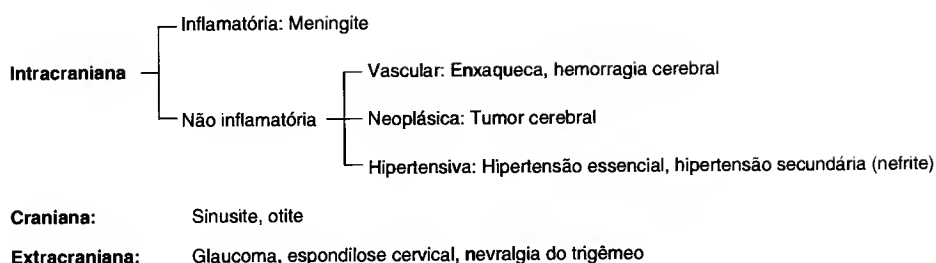 Inflamatória: Meningite
Intracraniana
Vascular: Enxaqueca, hemorragia cerebral
Não inflamatória
Neoplásica: Tumor cerebral
Hipertensiva: Hipertensão essencial, hipertensão secundária (nefrite)
Craniana: Sinusite, otite
Extracraniana: Glaucoma, espondilose cervical, nevralgia do trigêmeo